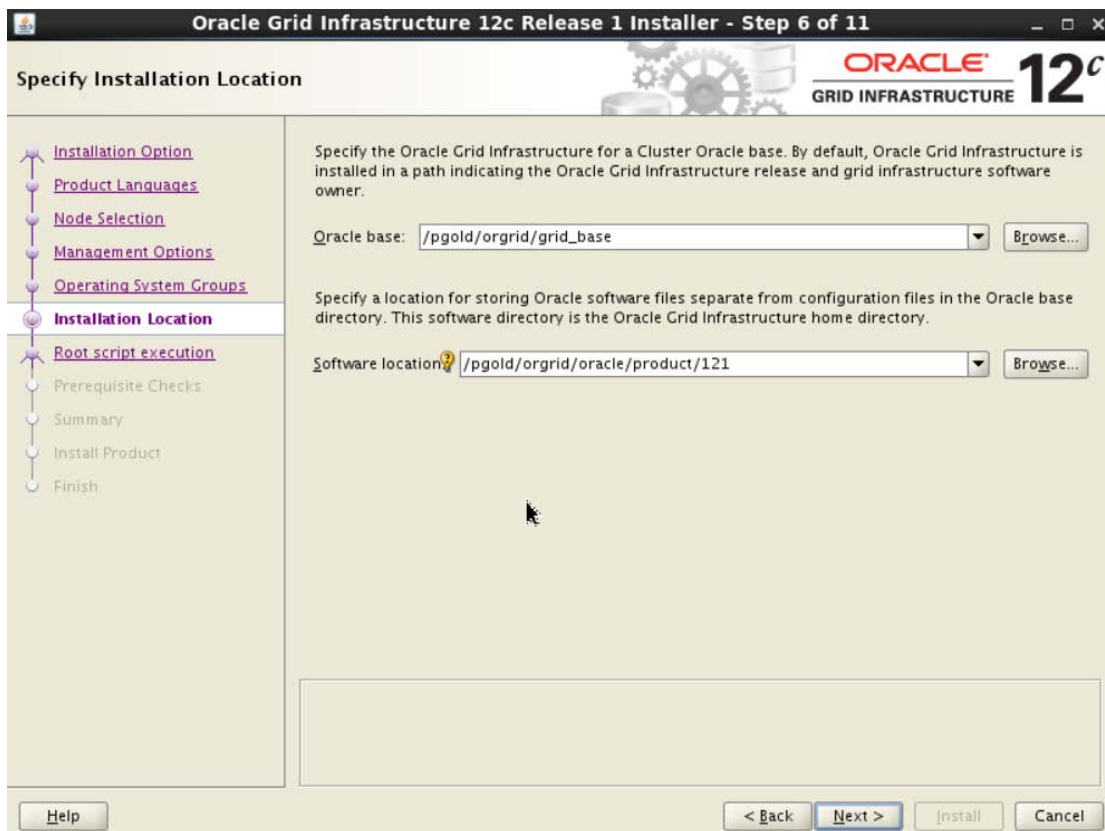 Oracle Grid Infrastructure 12c Release 1 Installer - Step 6 of 11
Specify Installation Location
ORACLE
GRID INFRASTRUCTURE
12c
Installation Option
Product Languages
Node Selection
Management Options
Operating System Groups
Installation Location
Root script execution
Prerequisite Checks
Summary
Install Product
Finish
Specify the Oracle Grid Infrastructure for a Cluster Oracle base. By default, Oracle Grid Infrastructure is
installed in a path indicating the Oracle Grid Infrastructure release and grid infrastructure software
owner.
Oracle base: /pgold/orgrid/grid_base Browse...
Specify a location for storing Oracle software files separate from configuration files in the Oracle base
directory. This software directory is the Oracle Grid Infrastructure home directory.
Software location: /pgold/orgrid/oracle/product/121 Browse...
Help < Back Next > Install Cancel